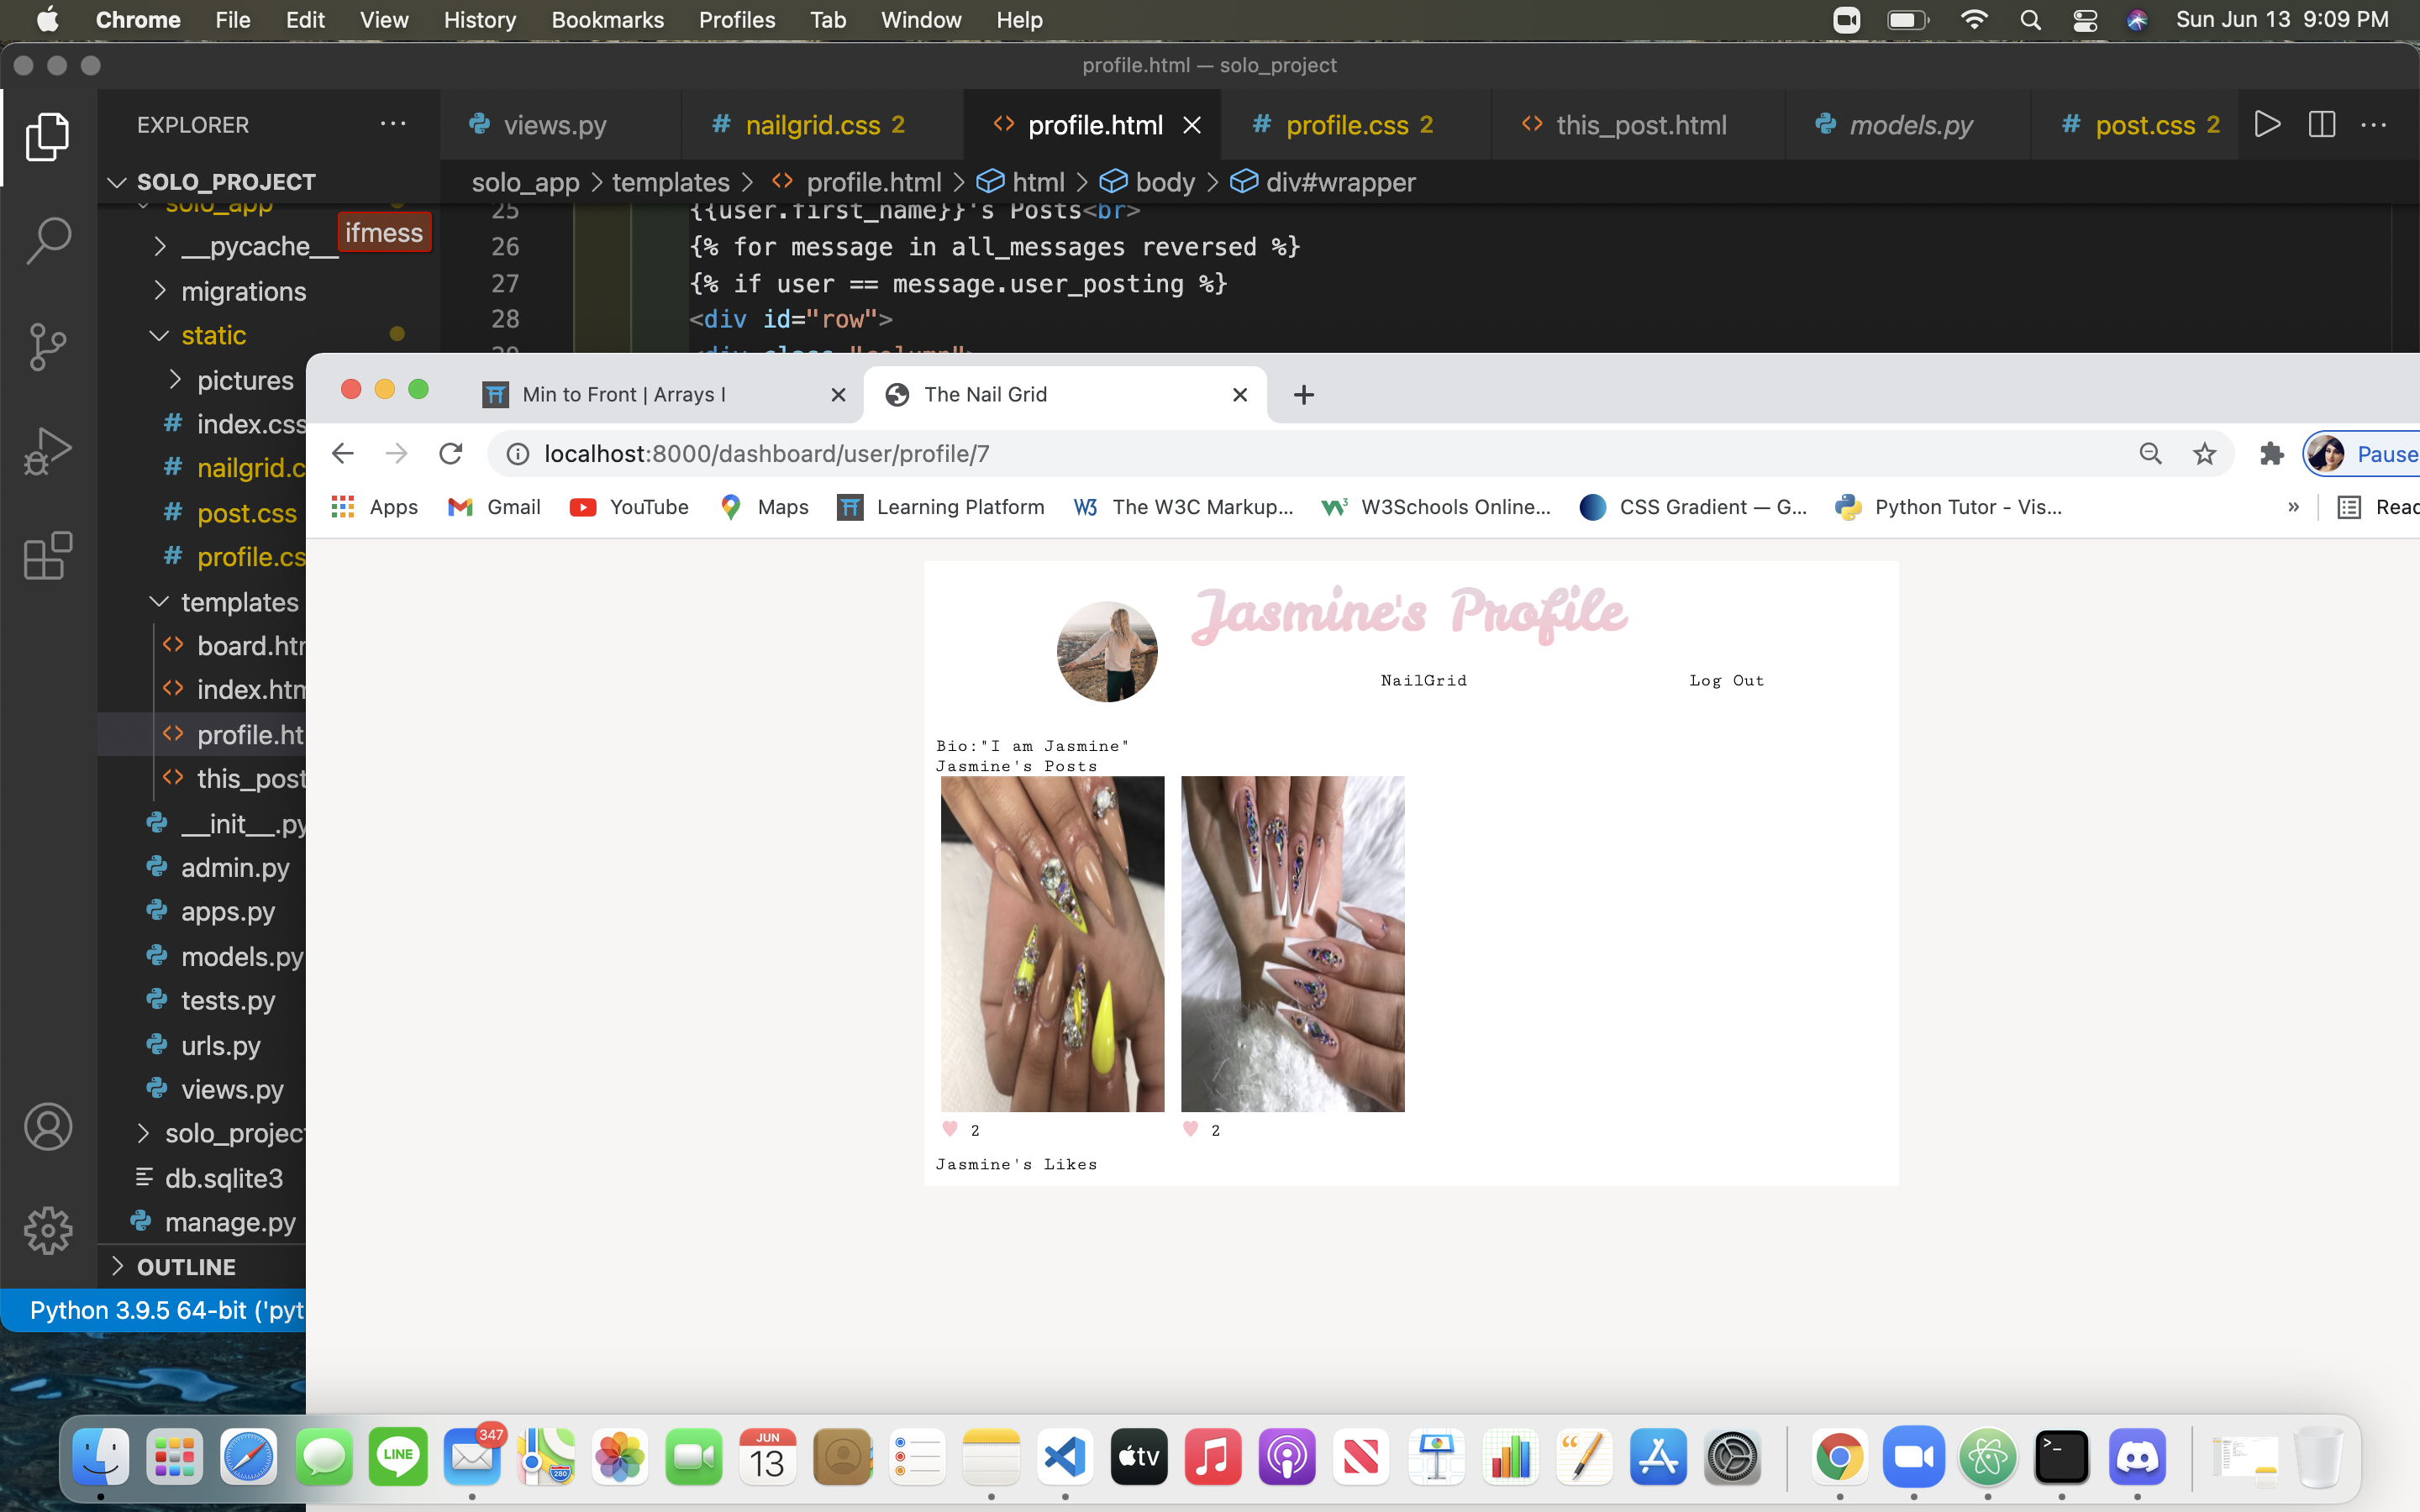 Chrome File Edit View History Bookmarks Profiles Tab Window Help Sun Jun 13 9:09 PM
profile.html — solo_project
EXPLORER ··· views.py # nailgrid.css 2 <> profile.html × # profile.css 2 <> this_post.html models.py # post.css 2 ···
SOLO_PROJECT
solo_app > templates > <> profile.html > html > body > div#wrapper
solo_app
ifmess
25 {{user.first_name}}'s Posts<br>
__pycache__
26 {% for message in all_messages reversed %}
migrations
27 {% if user == message.user_posting %}
static
28 <div id="row">
pictures
# index.css
# nailgrid.c
# post.css
# profile.cs
templates
<> board.htm
<> index.htm
<> profile.ht
<> this_post
__init__.py
admin.py
apps.py
models.py
tests.py
urls.py
views.py
solo_project
db.sqlite3
manage.py
OUTLINE
Python 3.9.5 64-bit ('pyt
Min to Front | Arrays I × The Nail Grid × +
localhost:8000/dashboard/user/profile/7
Pause
Apps Gmail YouTube Maps Learning Platform The W3C Markup... W3Schools Online... CSS Gradient — G... Python Tutor - Vis... » Read
Jasmine's Profile
NailGrid Log Out
Bio:"I am Jasmine"
Jasmine's Posts
2 2
Jasmine's Likes
LINE
347
280
JUN
13
tv
>_